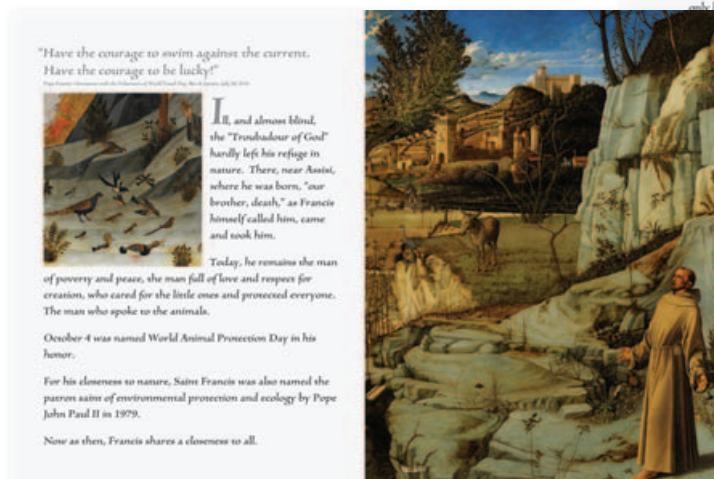 "Have the courage to swim against the current.
Have the courage to be lucky!"
Ill, and almost blind,
the "Troubadour of God"
hardly left his refuge in
nature. There, near Assisi,
where he was born, "our
brother, death," as Francis
himself called him, came
and took him.
Today, he remains the man
of poverty and peace, the man full of love and respect for
creation, who cared for the little ones and protected everyone.
The man who spoke to the animals.
October 4 was named World Animal Protection Day in his
honor.
For his closeness to nature, Saint Francis was also named the
patron saint of environmental protection and ecology by Pope
John Paul II in 1979.
Now as then, Francis shares a closeness to all.